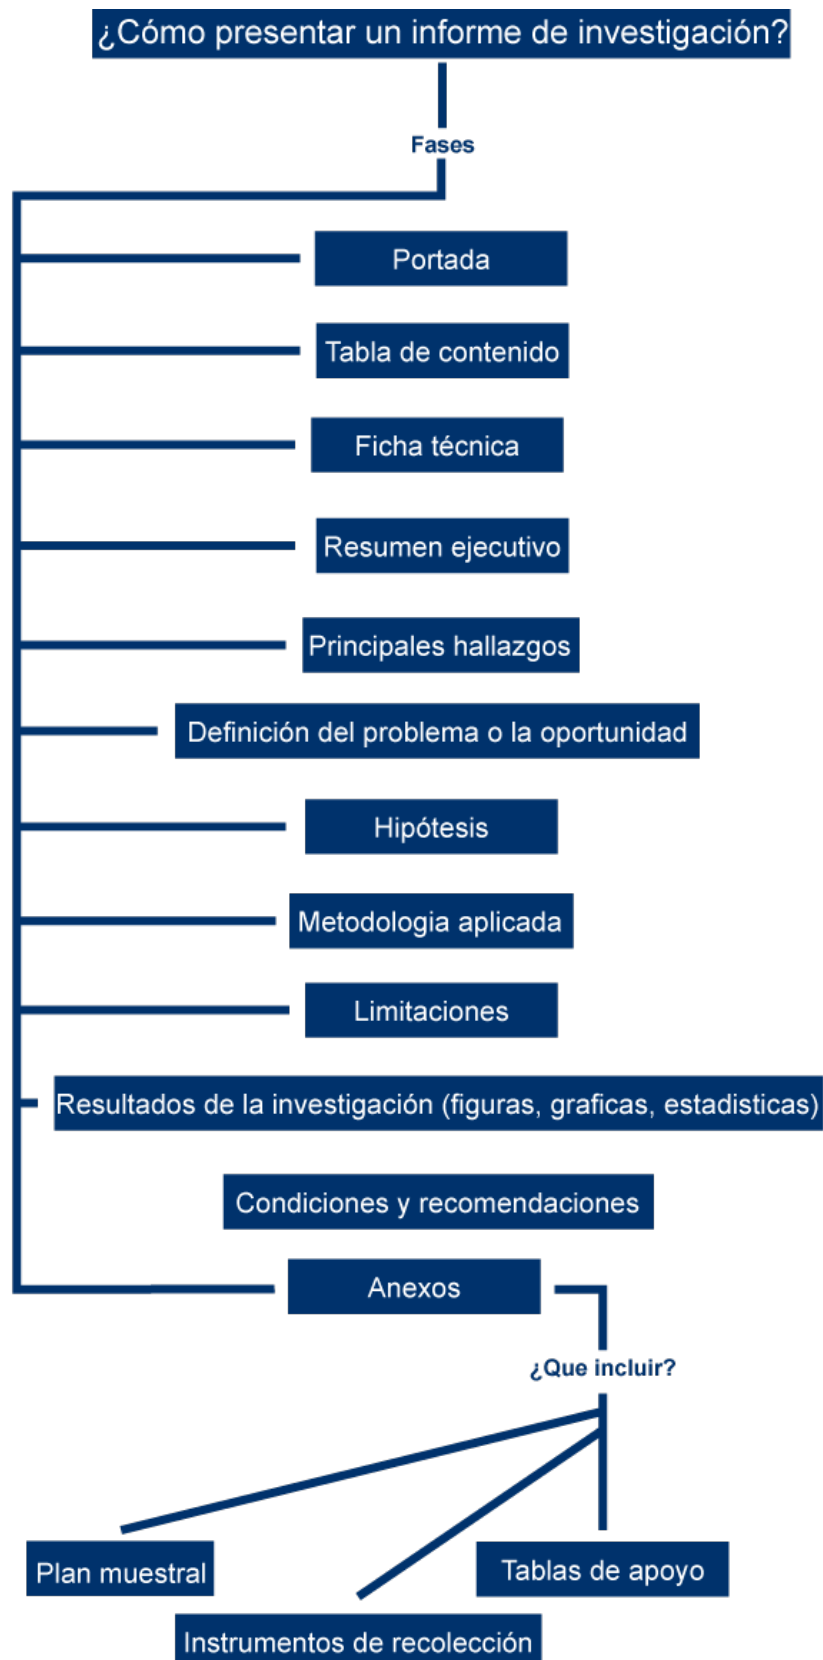 ¿Cómo presentar un informe de investigación?
Fases
Portada
Tabla de contenido
Ficha técnica
Resumen ejecutivo
Principales hallazgos
Definición del problema o la oportunidad
Hipótesis
Metodologia aplicada
Limitaciones
Resultados de la investigación (figuras, graficas, estadisticas)
Condiciones y recomendaciones
Anexos
¿Que incluir?
Plan muestral
Tablas de apoyo
Instrumentos de recolección